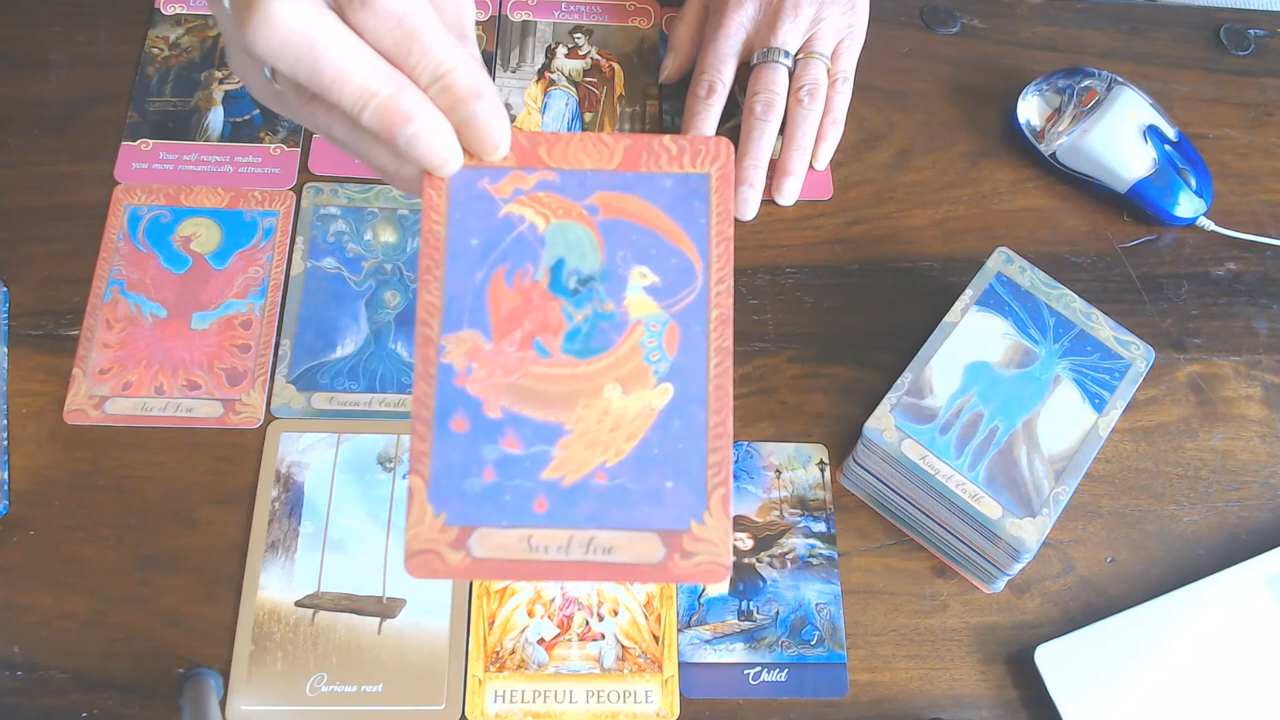 EXPRESS
YOUR LOVE
Your self-respect makes
you more romantically attractive.
Ace of Fire
Queen of Earth
Six of Fire
King of Earth
Curious rest
HELPFUL PEOPLE
Child